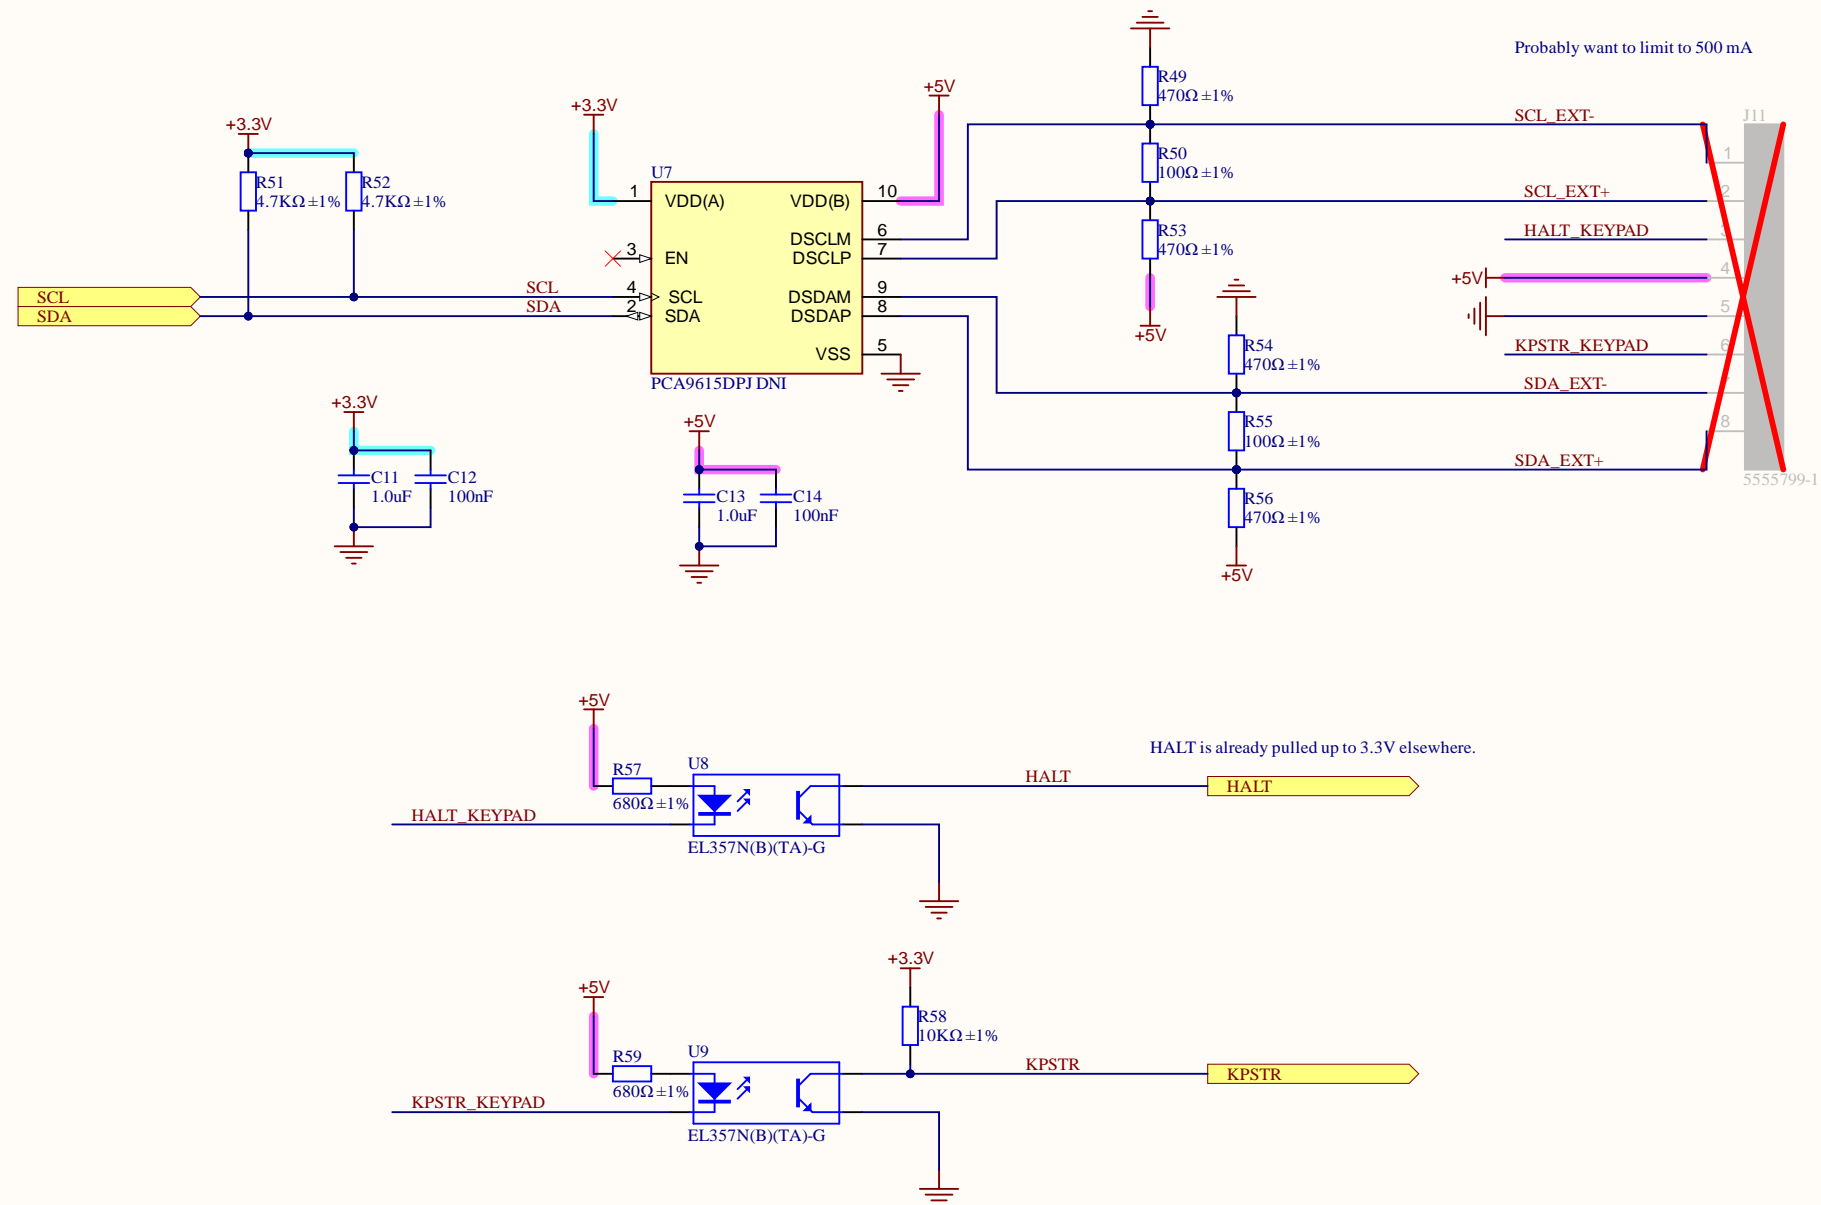 Probably want to limit to 500 mA
R49
470Ω ±1%
+5V
+3.3V
+3.3V
SCL_EXT-
J11
R50
100Ω ±1%
1
U7
R51
4.7KΩ ±1%
R52
4.7KΩ ±1%
1
VDD(A)
VDD(B)
10
SCL_EXT+
2
R53
470Ω ±1%
DSCLM
6
HALT_KEYPAD
3
3
EN
DSCLP
7
+5V
4
SCL
SCL
4
SCL
DSDAM
9
SDA
SDA
2
SDA
DSDAP
8
5
+5V
VSS
5
R54
470Ω ±1%
KPSTR_KEYPAD
6
PCA9615DPJ DNI
SDA_EXT-
+3.3V
+5V
R55
100Ω ±1%
8
SDA_EXT+
C11
1.0uF
C12
100nF
5555799-1
C13
1.0uF
C14
100nF
R56
470Ω ±1%
+5V
+5V
HALT is already pulled up to 3.3V elsewhere.
R57
680Ω ±1%
U8
HALT
HALT
HALT_KEYPAD
EL357N(B)(TA)-G
+3.3V
+5V
R58
10KΩ ±1%
R59
680Ω ±1%
U9
KPSTR
KPSTR
KPSTR_KEYPAD
EL357N(B)(TA)-G